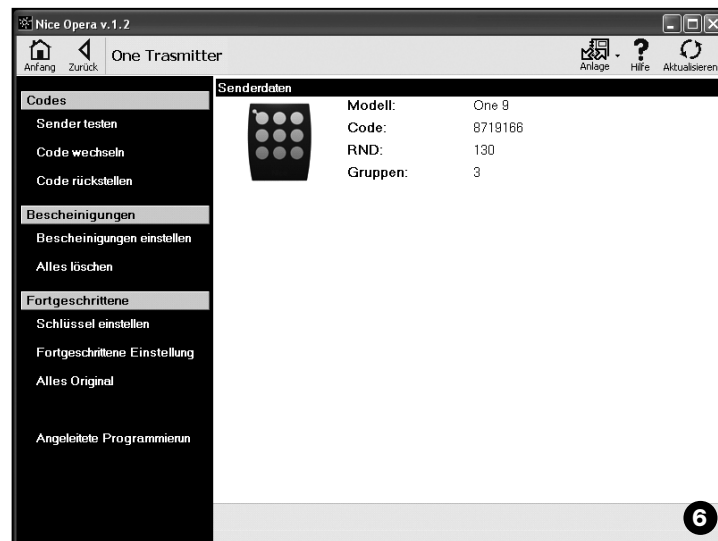 Nice Opera v.1.2
Anfang
Zurück
One Trasmitter
Anlage
Hilfe
Aktualisieren
Codes
Sender testen
Code wechseln
Code rückstellen
Bescheinigungen
Bescheinigungen einstellen
Alles löschen
Fortgeschrittene
Schlüssel einstellen
Fortgeschrittene Einstellung
Alles Original
Angeleitete Programmierun
Senderdaten
Modell: One 9
Code: 8719166
RND: 130
Gruppen: 3
6